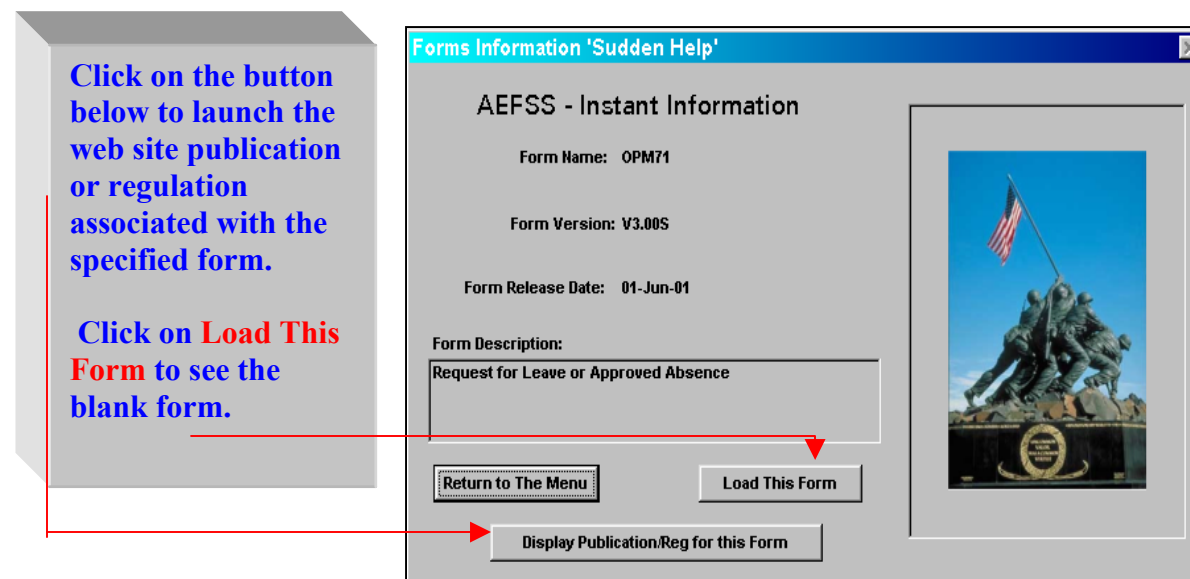 Click on the button
below to launch the
web site publication
or regulation
associated with the
specified form.
Click on Load This
Form to see the
blank form.
Forms Information 'Sudden Help'
AEFSS - Instant Information
Form Name: OPM71
Form Version: V3.00S
Form Release Date: 01-Jun-01
Form Description:
Request for Leave or Approved Absence
Return to The Menu
Load This Form
Display Publication/Reg for this Form